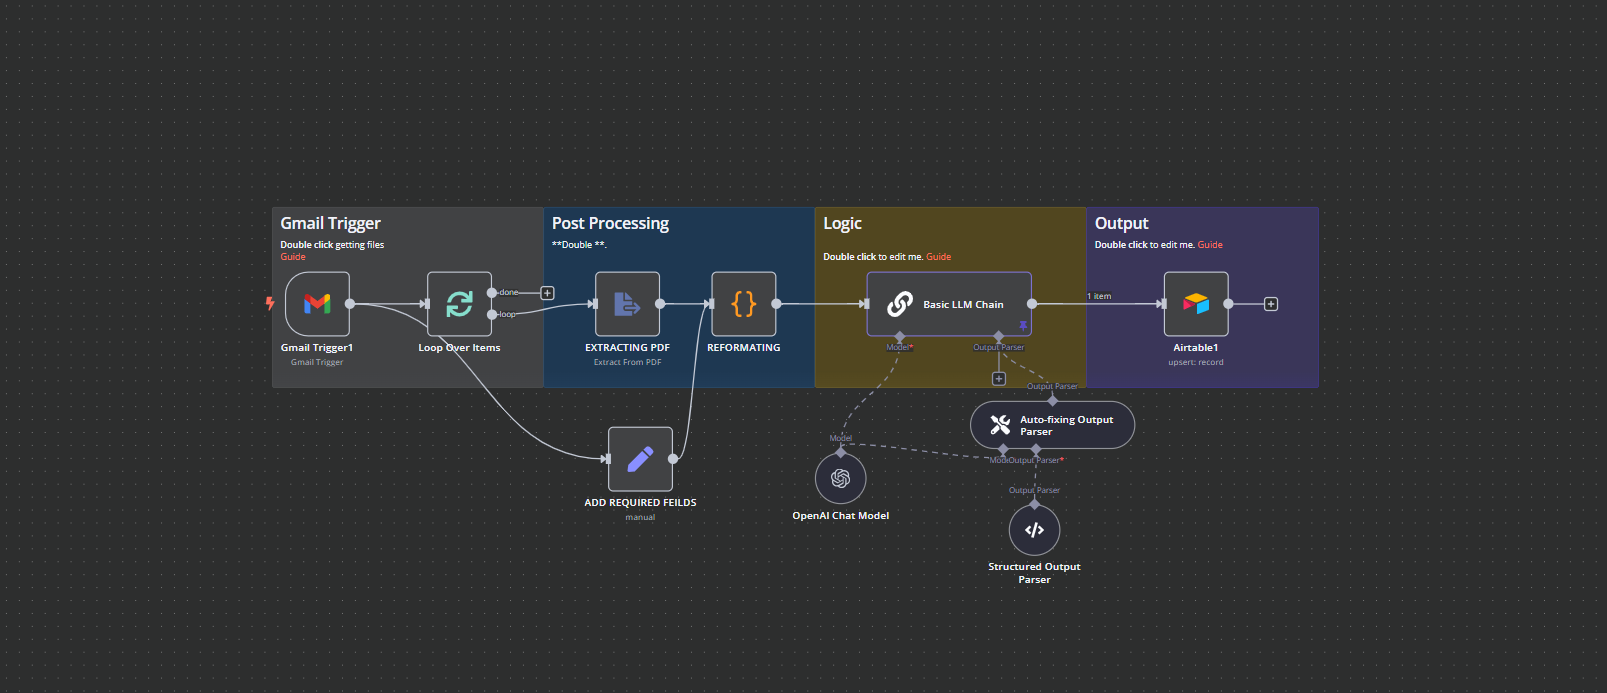 Gmail Trigger
Double click getting files
Guide
Post Processing
**Double **.
Logic
Double click to edit me. Guide
Output
Double click to edit me. Guide
done
loop
Basic LLM Chain
1 item
Gmail Trigger1
Gmail Trigger
Loop Over Items
EXTRACTING PDF
Extract From PDF
REFORMATING
Model*
Output Parser
Airtable1
upsert: record
Output Parser
Auto-fixing Output
Parser
Model
Output Parser*
ADD REQUIRED FEILDS
manual
OpenAI Chat Model
Output Parser
Structured Output
Parser